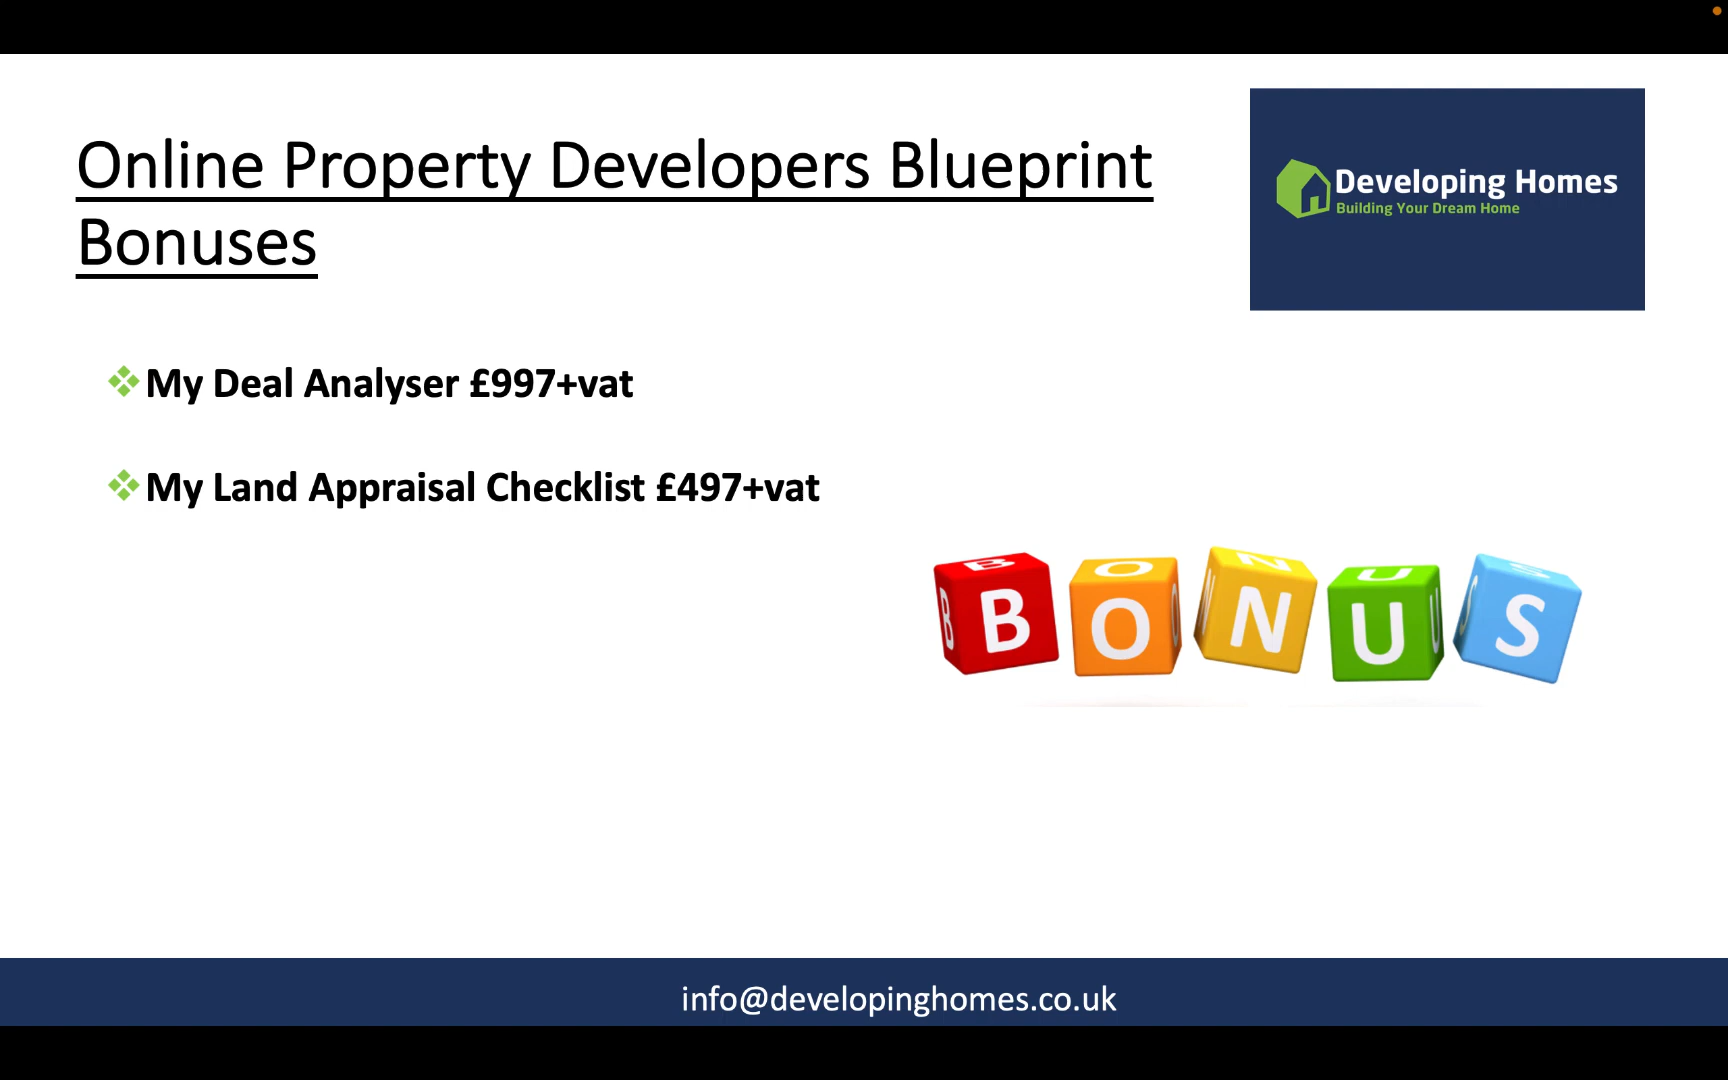 Online Property Developers Blueprint
Bonuses
Developing Homes
Building Your Dream Home
My Deal Analyser £997+vat
My Land Appraisal Checklist £497+vat
B B B O O O N N N U U U S S S
info@developinghomes.co.uk